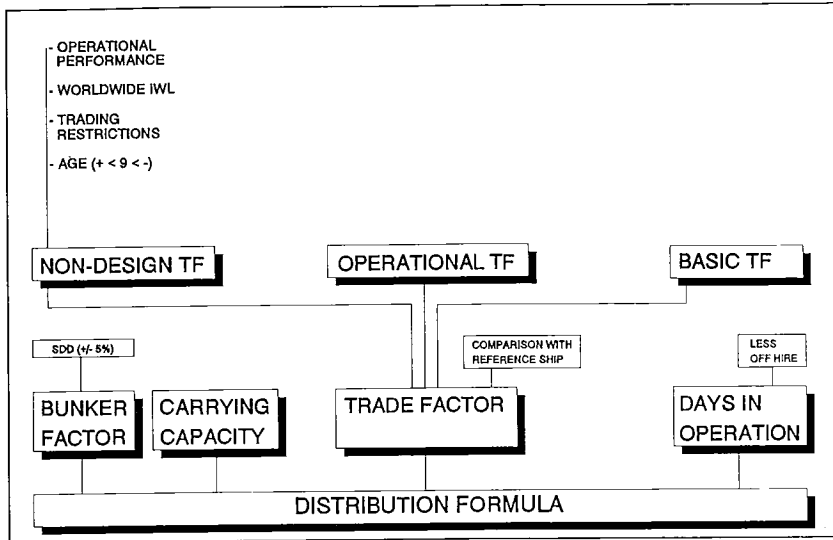 - OPERATIONAL
PERFORMANCE
- WORLDWIDE IWL
- TRADING
RESTRICTIONS
- AGE (+ < 9 < -)
NON-DESIGN TF
OPERATIONAL TF
BASIC TF
SDD (+/- 5%)
COMPARISON WITH
REFERENCE SHIP
LESS
OFF HIRE
BUNKER
FACTOR
CARRYING
CAPACITY
TRADE FACTOR
DAYS IN
OPERATION
DISTRIBUTION FORMULA